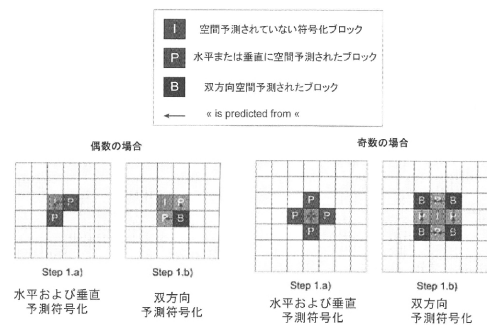 I 空間予測されていない符号化ブロック
P 水平または垂直に空間予測されたブロック
B 双方向空間予測されたブロック
← « is predicted from «
偶数の場合
奇数の場合
I P
P
I P
P B
P
P P
P
B P B
P I P
B P B
Step 1.a)
Step 1.b)
Step 1.a)
Step 1.b)
水平および垂直
予測符号化
双方向
予測符号化
水平および垂直
予測符号化
双方向
予測符号化